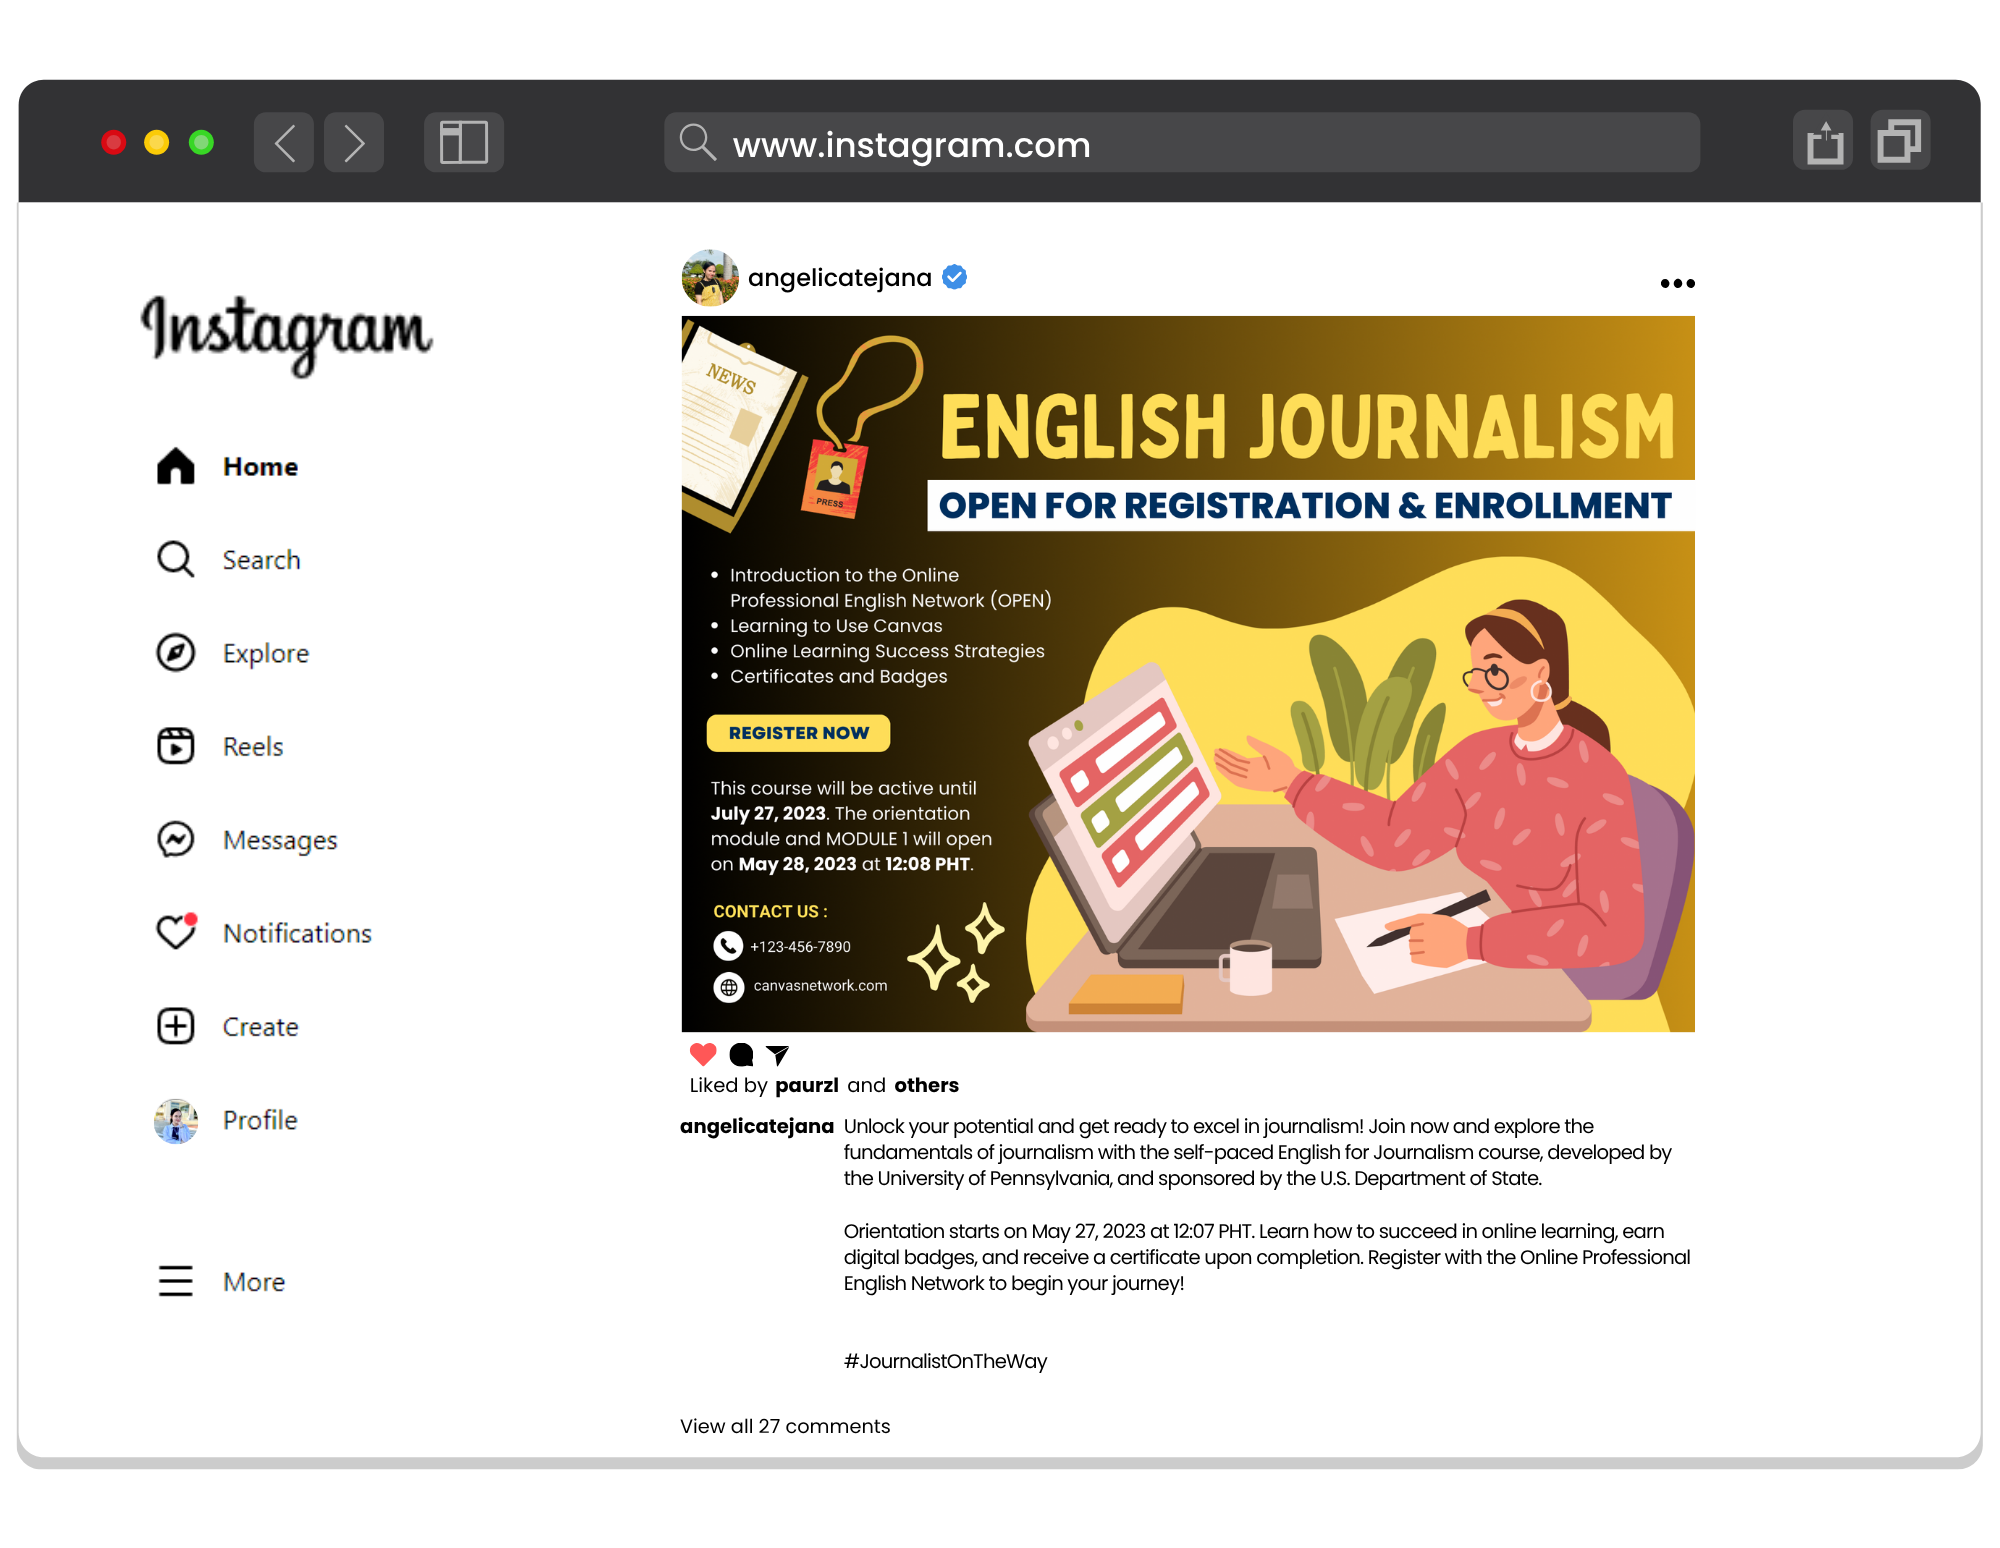 www.instagram.com
Instagram
Home
Search
Explore
Reels
Messages
Notifications
Create
Profile
More
angelicatejana
NEWS
PRESS
ENGLISH JOURNALISM
OPEN FOR REGISTRATION & ENROLLMENT
• Introduction to the Online
Professional English Network (OPEN)
• Learning to Use Canvas
• Online Learning Success Strategies
• Certificates and Badges
REGISTER NOW
This course will be active until
July 27, 2023. The orientation
module and MODULE 1 will open
on May 28, 2023 at 12:08 PHT.
CONTACT US :
+123-456-7890
canvasnetwork.com
Liked by paurzl and others
angelicatejana Unlock your potential and get ready to excel in journalism! Join now and explore the
fundamentals of journalism with the self-paced English for Journalism course, developed by
the University of Pennsylvania, and sponsored by the U.S. Department of State.
Orientation starts on May 27, 2023 at 12:07 PHT. Learn how to succeed in online learning, earn
digital badges, and receive a certificate upon completion. Register with the Online Professional
English Network to begin your journey!
#JournalistOnTheWay
View all 27 comments